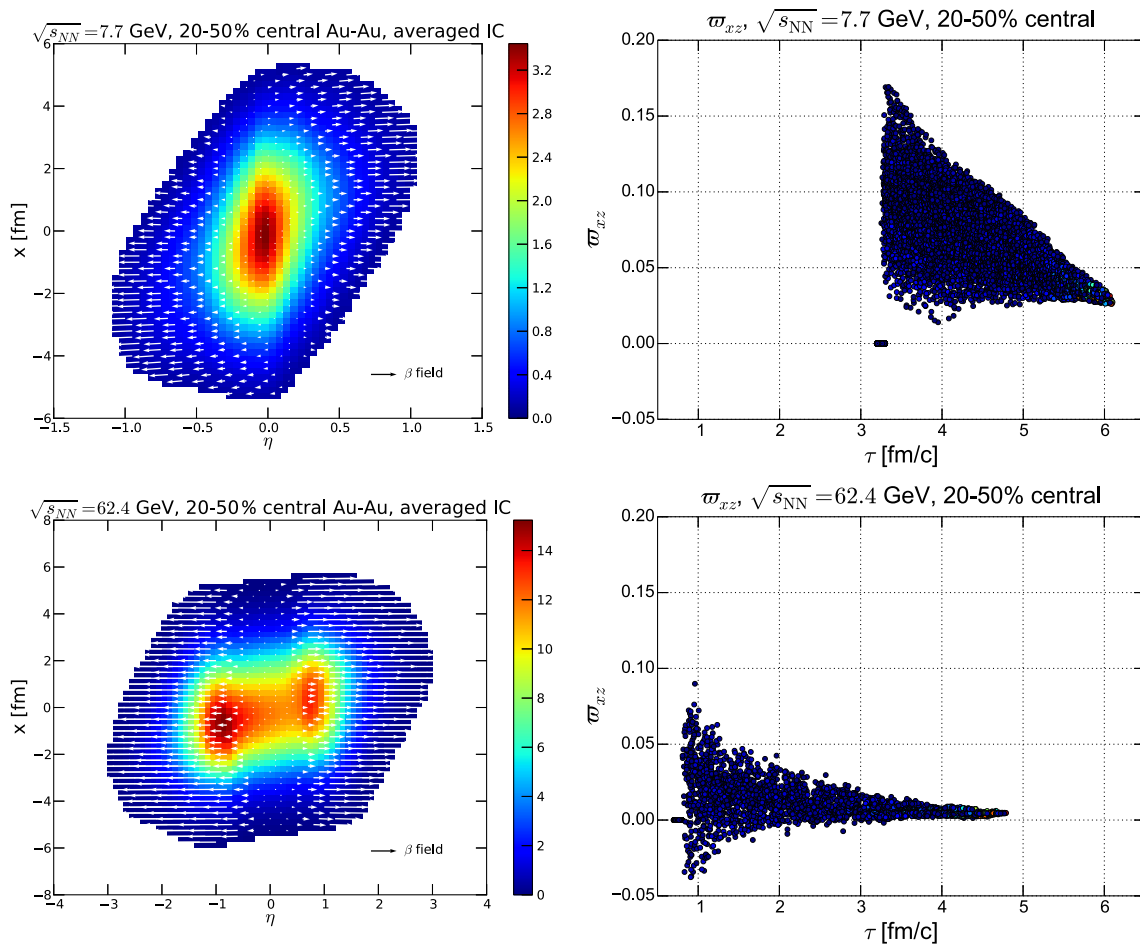 √s_NN = 7.7 GeV, 20-50% central Au-Au, averaged IC
6
4
2
0
−2
−4
−6
x [fm]
−1.5 −1.0 −0.5 0.0 0.5 1.0 1.5
η
β field
3.2
2.8
2.4
2.0
1.6
1.2
0.8
0.4
0.0
ϖ_xz, √s_NN = 7.7 GeV, 20-50% central
0.20
0.15
0.10
0.05
0.00
−0.05
ϖ_xz
1 2 3 4 5 6
τ [fm/c]
√s_NN = 62.4 GeV, 20-50% central Au-Au, averaged IC
8
6
4
2
0
−2
−4
−6
−8
x [fm]
−4 −3 −2 −1 0 1 2 3 4
η
β field
14
12
10
8
6
4
2
0
ϖ_xz, √s_NN = 62.4 GeV, 20-50% central
0.20
0.15
0.10
0.05
0.00
−0.05
ϖ_xz
1 2 3 4 5 6
τ [fm/c]